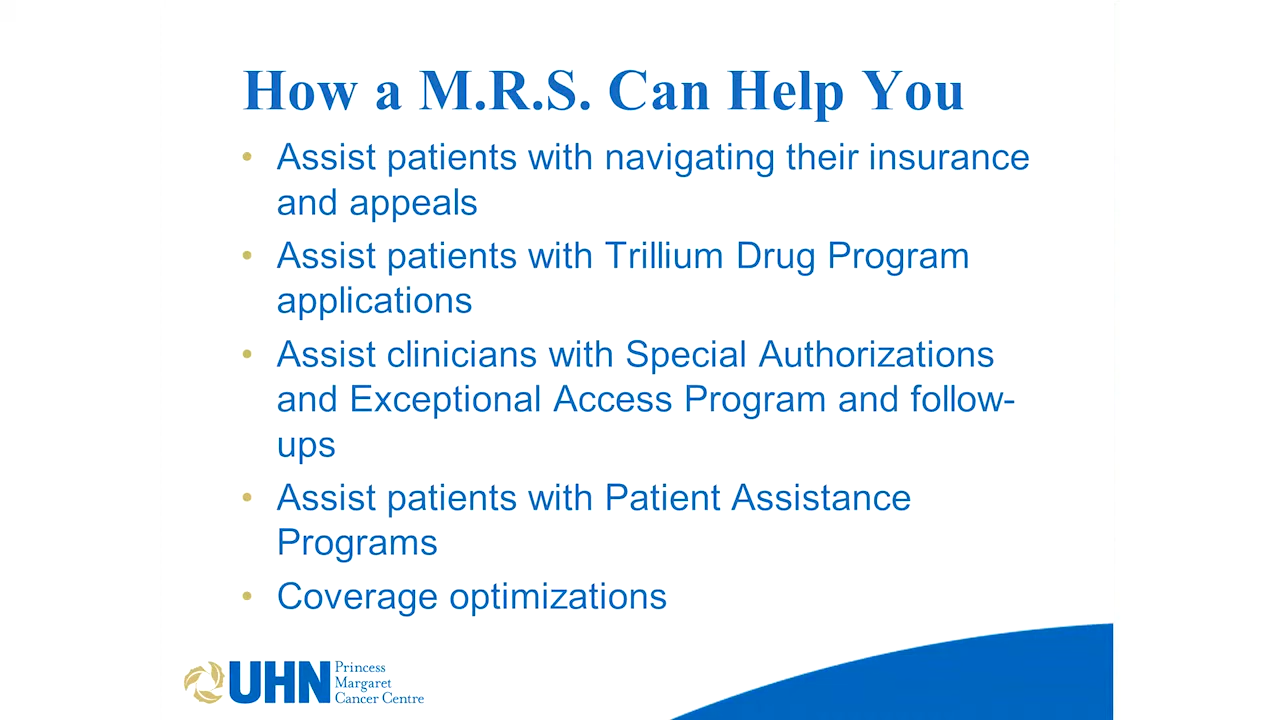 How a M.R.S. Can Help You
• Assist patients with navigating their insurance
and appeals
• Assist patients with Trillium Drug Program
applications
• Assist clinicians with Special Authorizations
and Exceptional Access Program and follow-
ups
• Assist patients with Patient Assistance
Programs
• Coverage optimizations
UHN
Princess
Margaret
Cancer Centre